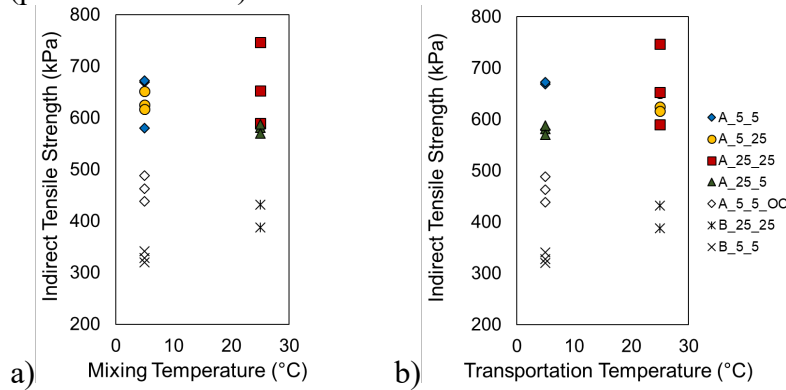 800
700
600
500
400
300
200
0
10
20
30
Indirect Tensile Strength (kPa)
Mixing Temperature (°C)
a)
800
700
600
500
400
300
200
0
10
20
30
Indirect Tensile Strength (kPa)
Transportation Temperature (°C)
b)
A_5_5
A_5_25
A_25_25
A_25_5
A_5_5_OC
B_25_25
B_5_5